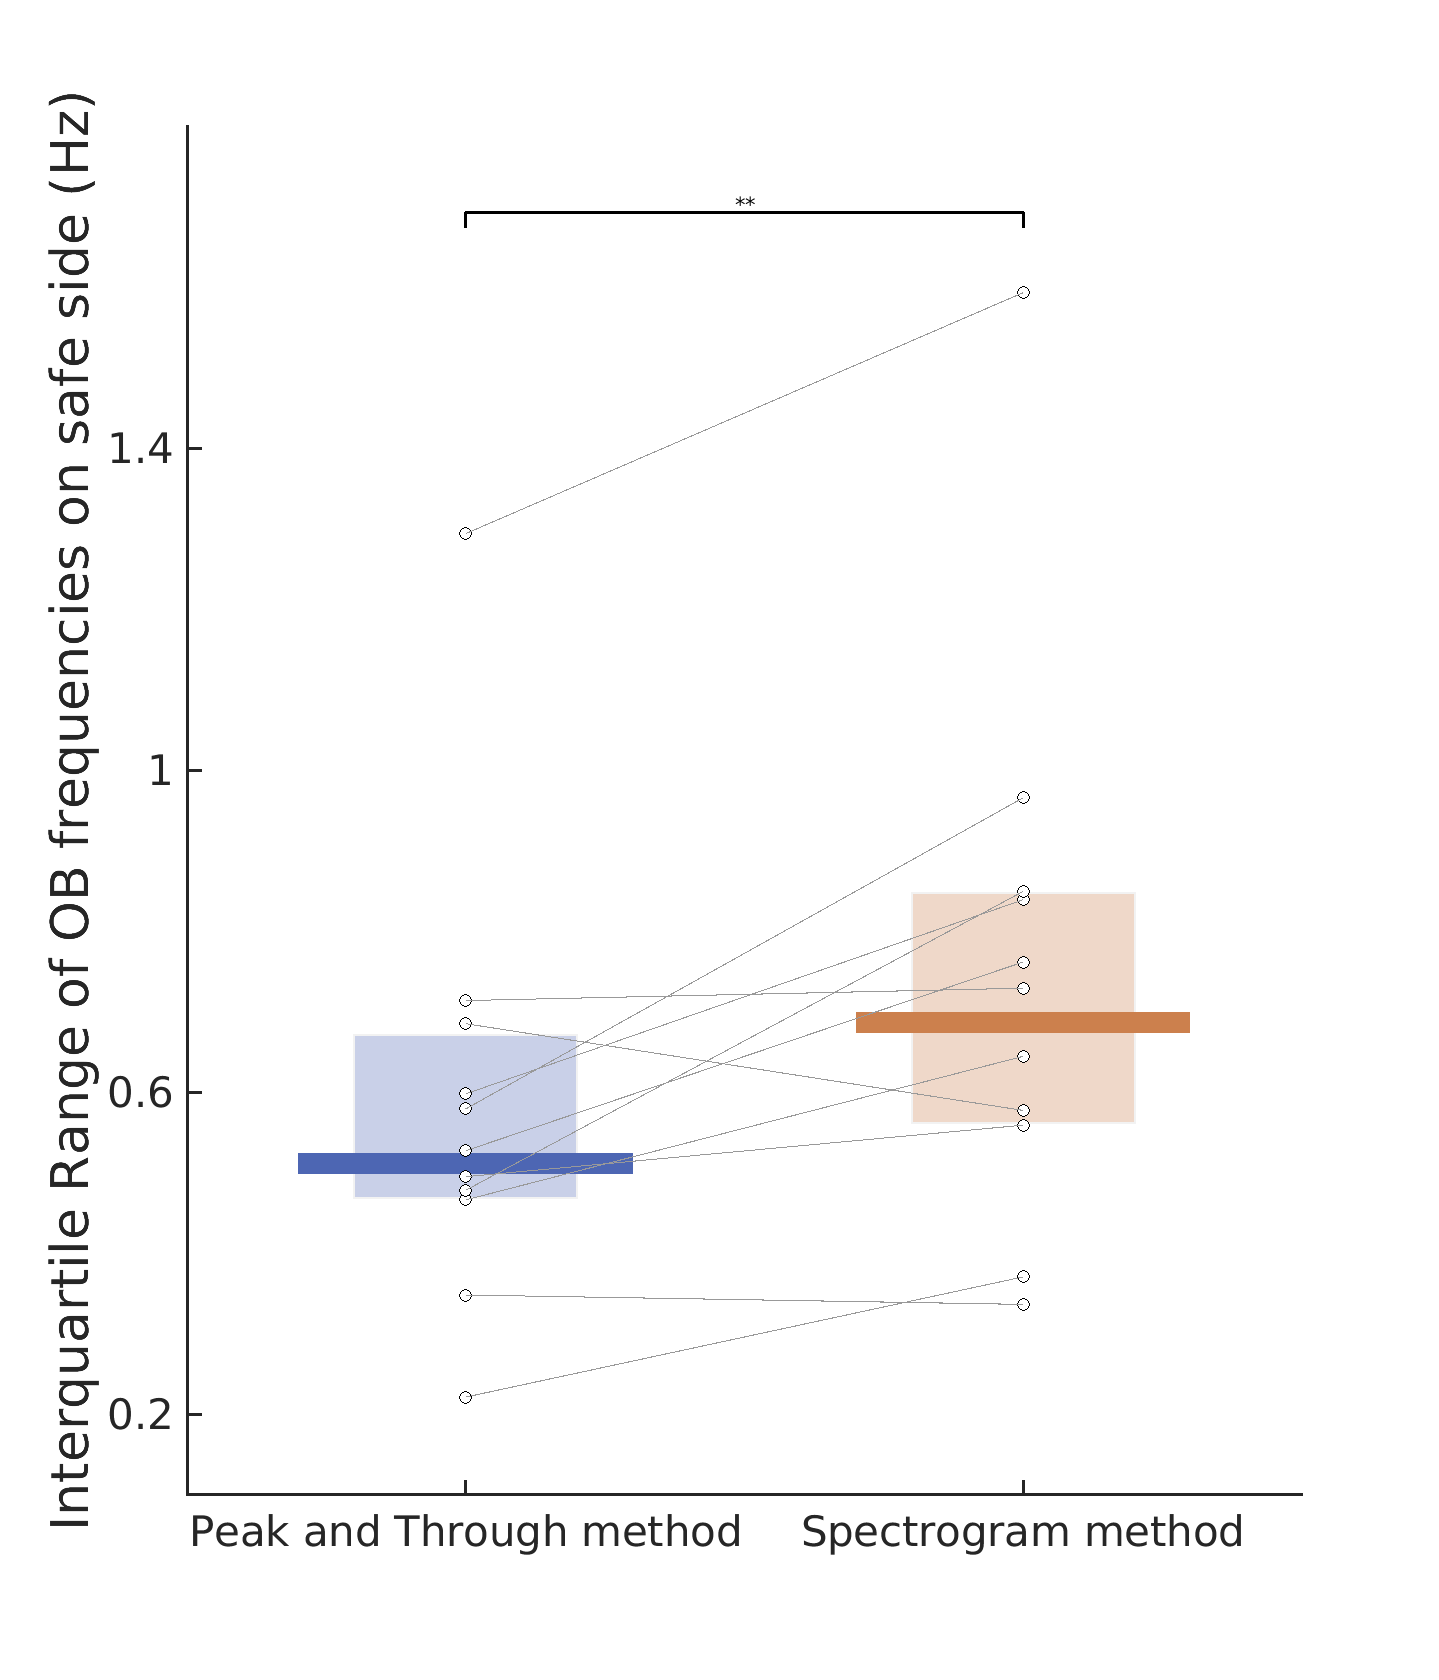 Interquartile Range of OB frequencies on safe side (Hz)
**
1.4
1
0.6
0.2
Peak and Through method
Spectrogram method